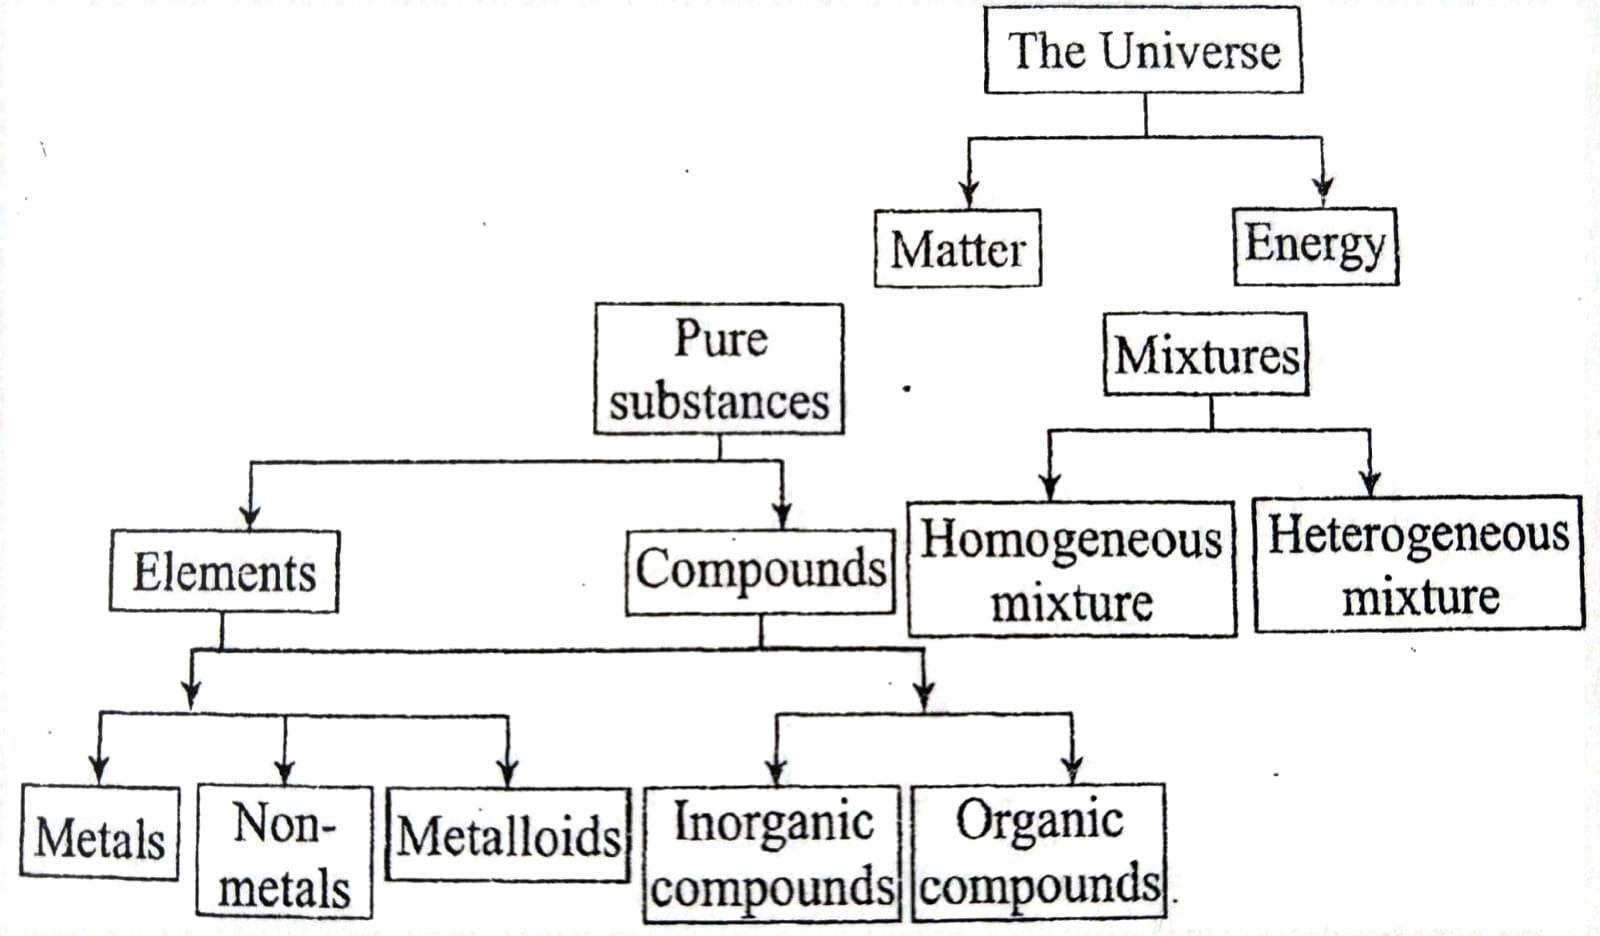 The Universe
Matter
Energy
Pure
substances
Mixtures
Elements
Compounds
Homogeneous
mixture
Heterogeneous
mixture
Metals
Non-
metals
Metalloids
Inorganic
compounds
Organic
compounds